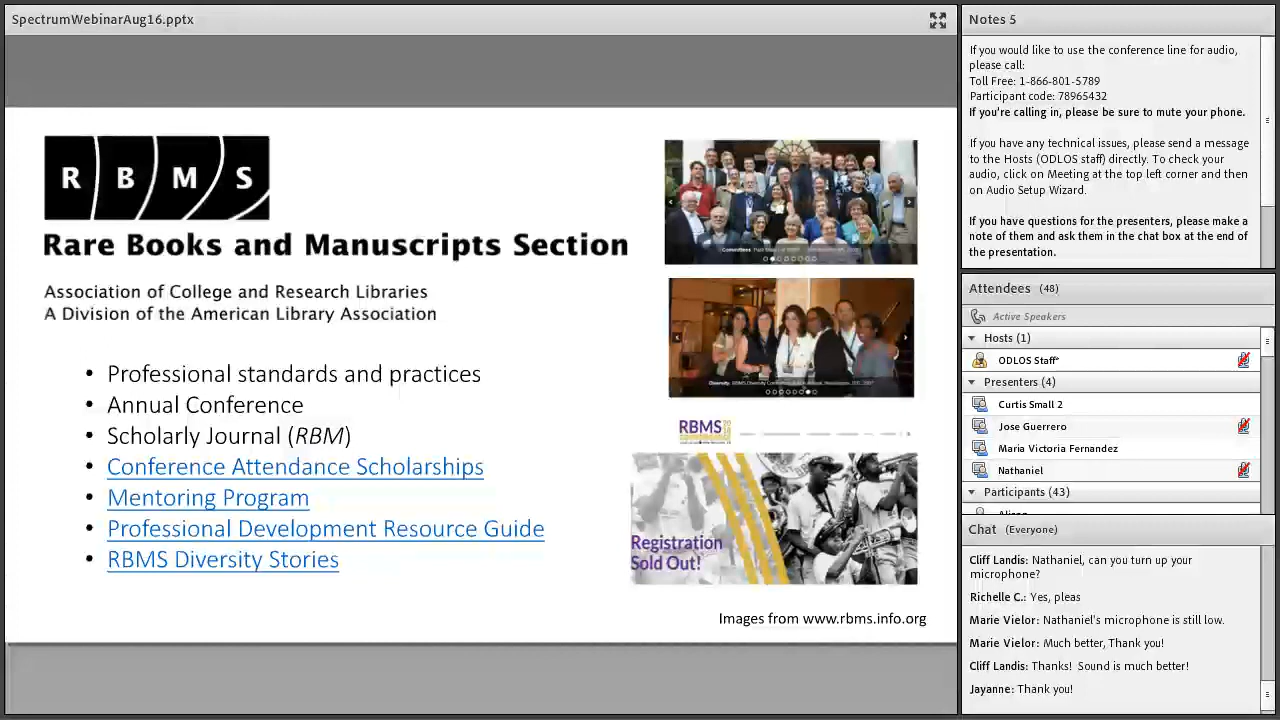 SpectrumWebinarAug16.pptx
R B M S
Rare Books and Manuscripts Section
Association of College and Research Libraries
A Division of the American Library Association
• Professional standards and practices
• Annual Conference
• Scholarly Journal (RBM)
• Conference Attendance Scholarships
• Mentoring Program
• Professional Development Resource Guide
• RBMS Diversity Stories
Committees
Diversity
RBMS
Registration
Sold Out!
Images from www.rbms.info.org
Notes 5
If you would like to use the conference line for audio,
please call:
Toll Free: 1-866-801-5789
Participant code: 78965432
If you're calling in, please be sure to mute your phone.
If you have any technical issues, please send a message
to the Hosts (ODLOS staff) directly. To check your
audio, click on Meeting at the top left corner and then
on Audio Setup Wizard.
If you have questions for the presenters, please make a
note of them and ask them in the chat box at the end of
the presentation.
Attendees (48)
Active Speakers
Hosts (1)
ODLOS Staff*
Presenters (4)
Curtis Small 2
Jose Guerrero
Maria Victoria Fernandez
Nathaniel
Participants (43)
Chat (Everyone)
Cliff Landis: Nathaniel, can you turn up your
microphone?
Richelle C.: Yes, pleas
Marie Vielor: Nathaniel's microphone is still low.
Marie Vielor: Much better, Thank you!
Cliff Landis: Thanks! Sound is much better!
Jayanne: Thank you!